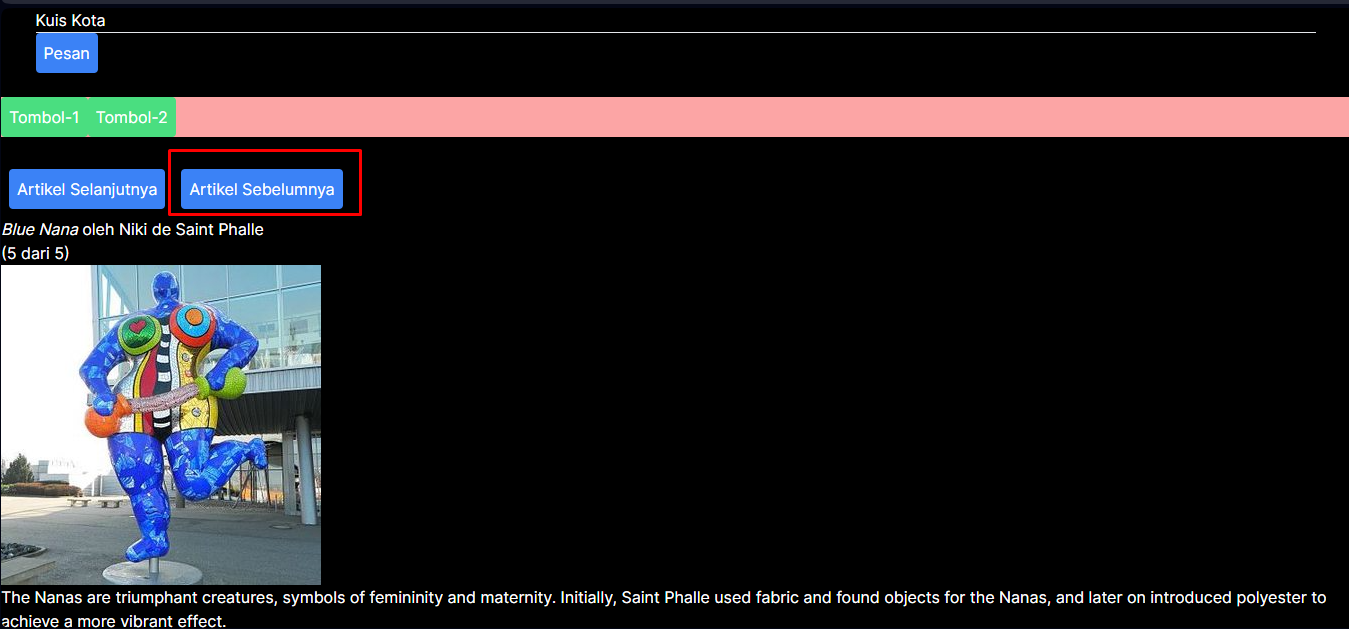 Kuis Kota
Pesan
Tombol-1 Tombol-2
Artikel Selanjutnya Artikel Sebelumnya
Blue Nana oleh Niki de Saint Phalle
(5 dari 5)
The Nanas are triumphant creatures, symbols of femininity and maternity. Initially, Saint Phalle used fabric and found objects for the Nanas, and later on introduced polyester to
achieve a more vibrant effect.